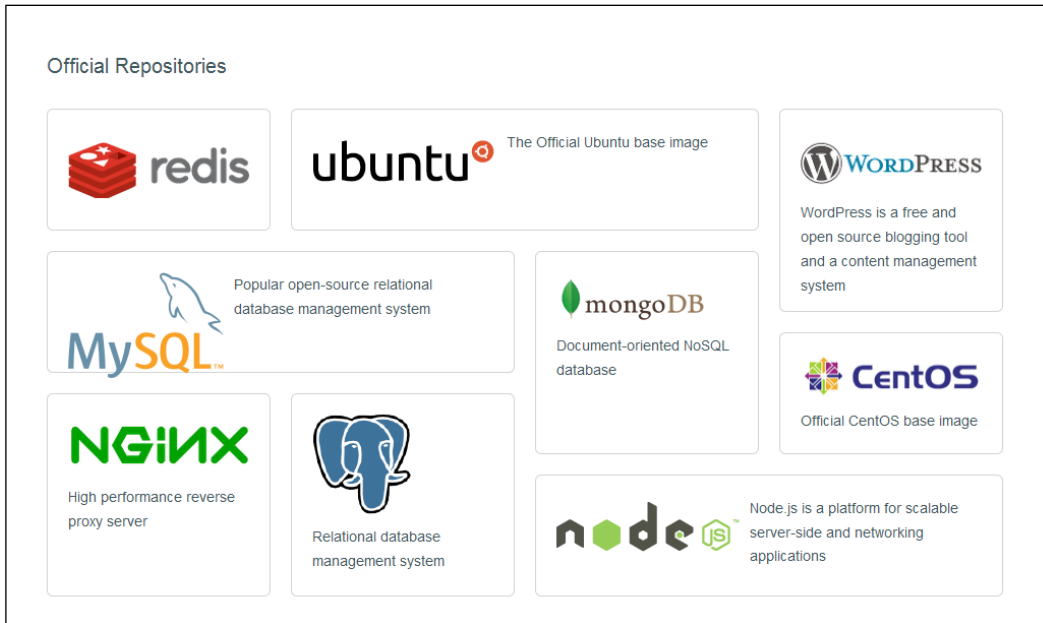 Official Repositories
redis
ubuntu
The Official Ubuntu base image
WORDPRESS
WordPress is a free and
open source blogging tool
and a content management
system
MySQL™
Popular open-source relational
database management system
mongoDB
Document-oriented NoSQL
database
CentOS
Official CentOS base image
NGiNX
High performance reverse
proxy server
Relational database
management system
node JS™
Node.js is a platform for scalable
server-side and networking
applications